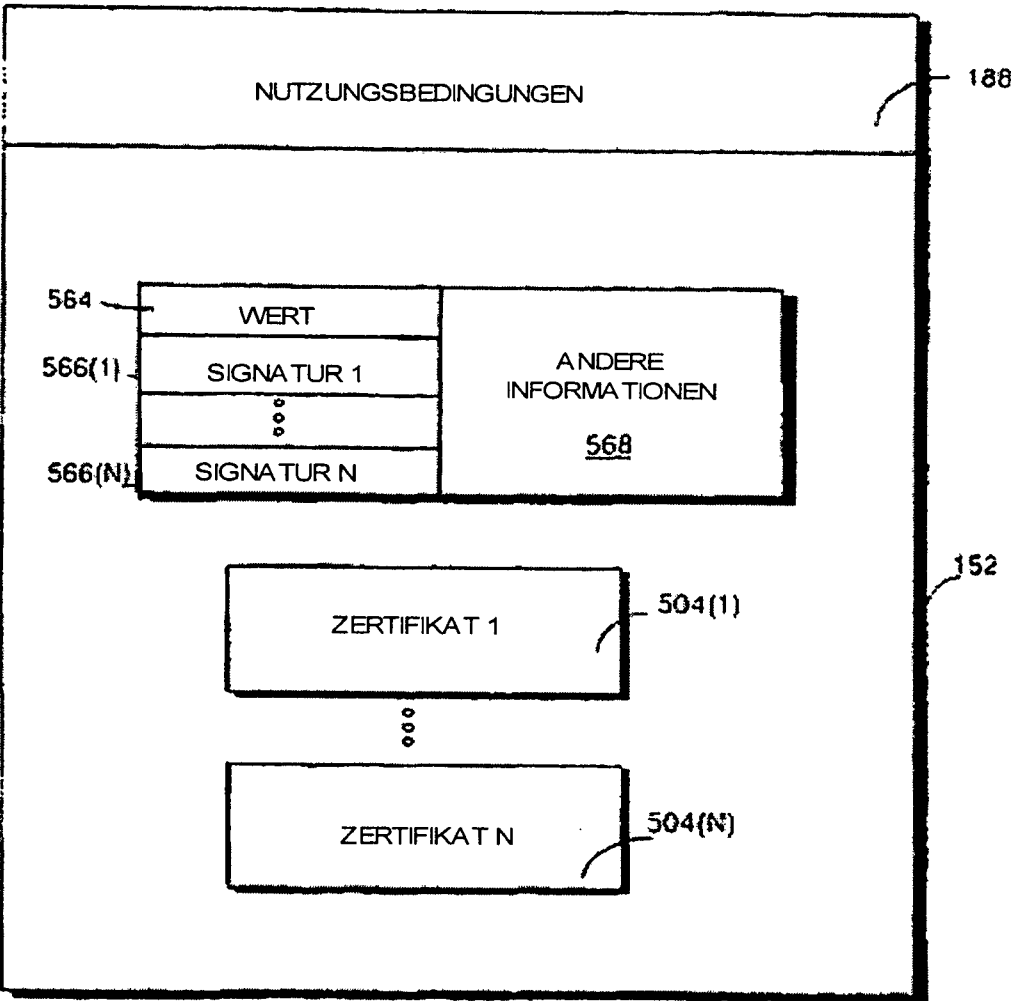 NUTZUNGSBEDINGUNGEN
188
564
WERT
566(1)
SIGNATUR 1
566(N)
SIGNATUR N
ANDERE
INFORMATIONEN
568
152
ZERTIFIKAT 1
504(1)
ZERTIFIKAT N
504(N)